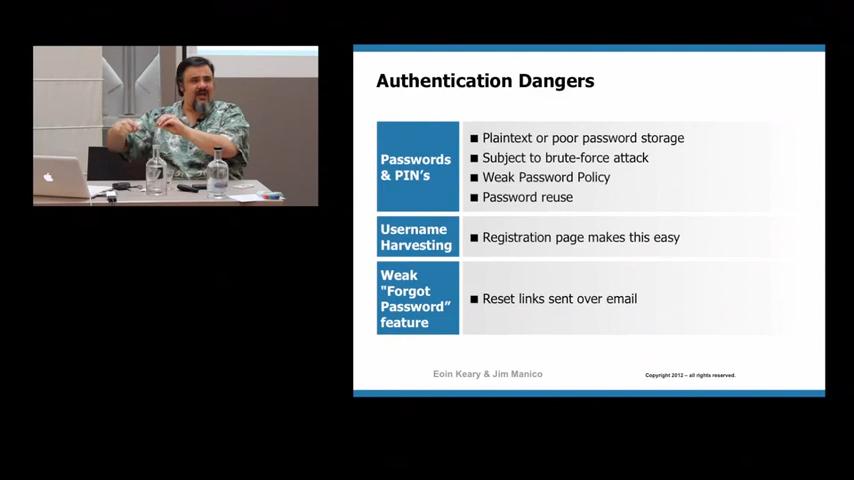 Authentication Dangers
Passwords
& PIN's
■ Plaintext or poor password storage
■ Subject to brute-force attack
■ Weak Password Policy
■ Password reuse
Username
Harvesting
■ Registration page makes this easy
Weak
"Forgot
Password”
feature
■ Reset links sent over email
Eoin Keary & Jim Manico
Copyright 2012 – all rights reserved.